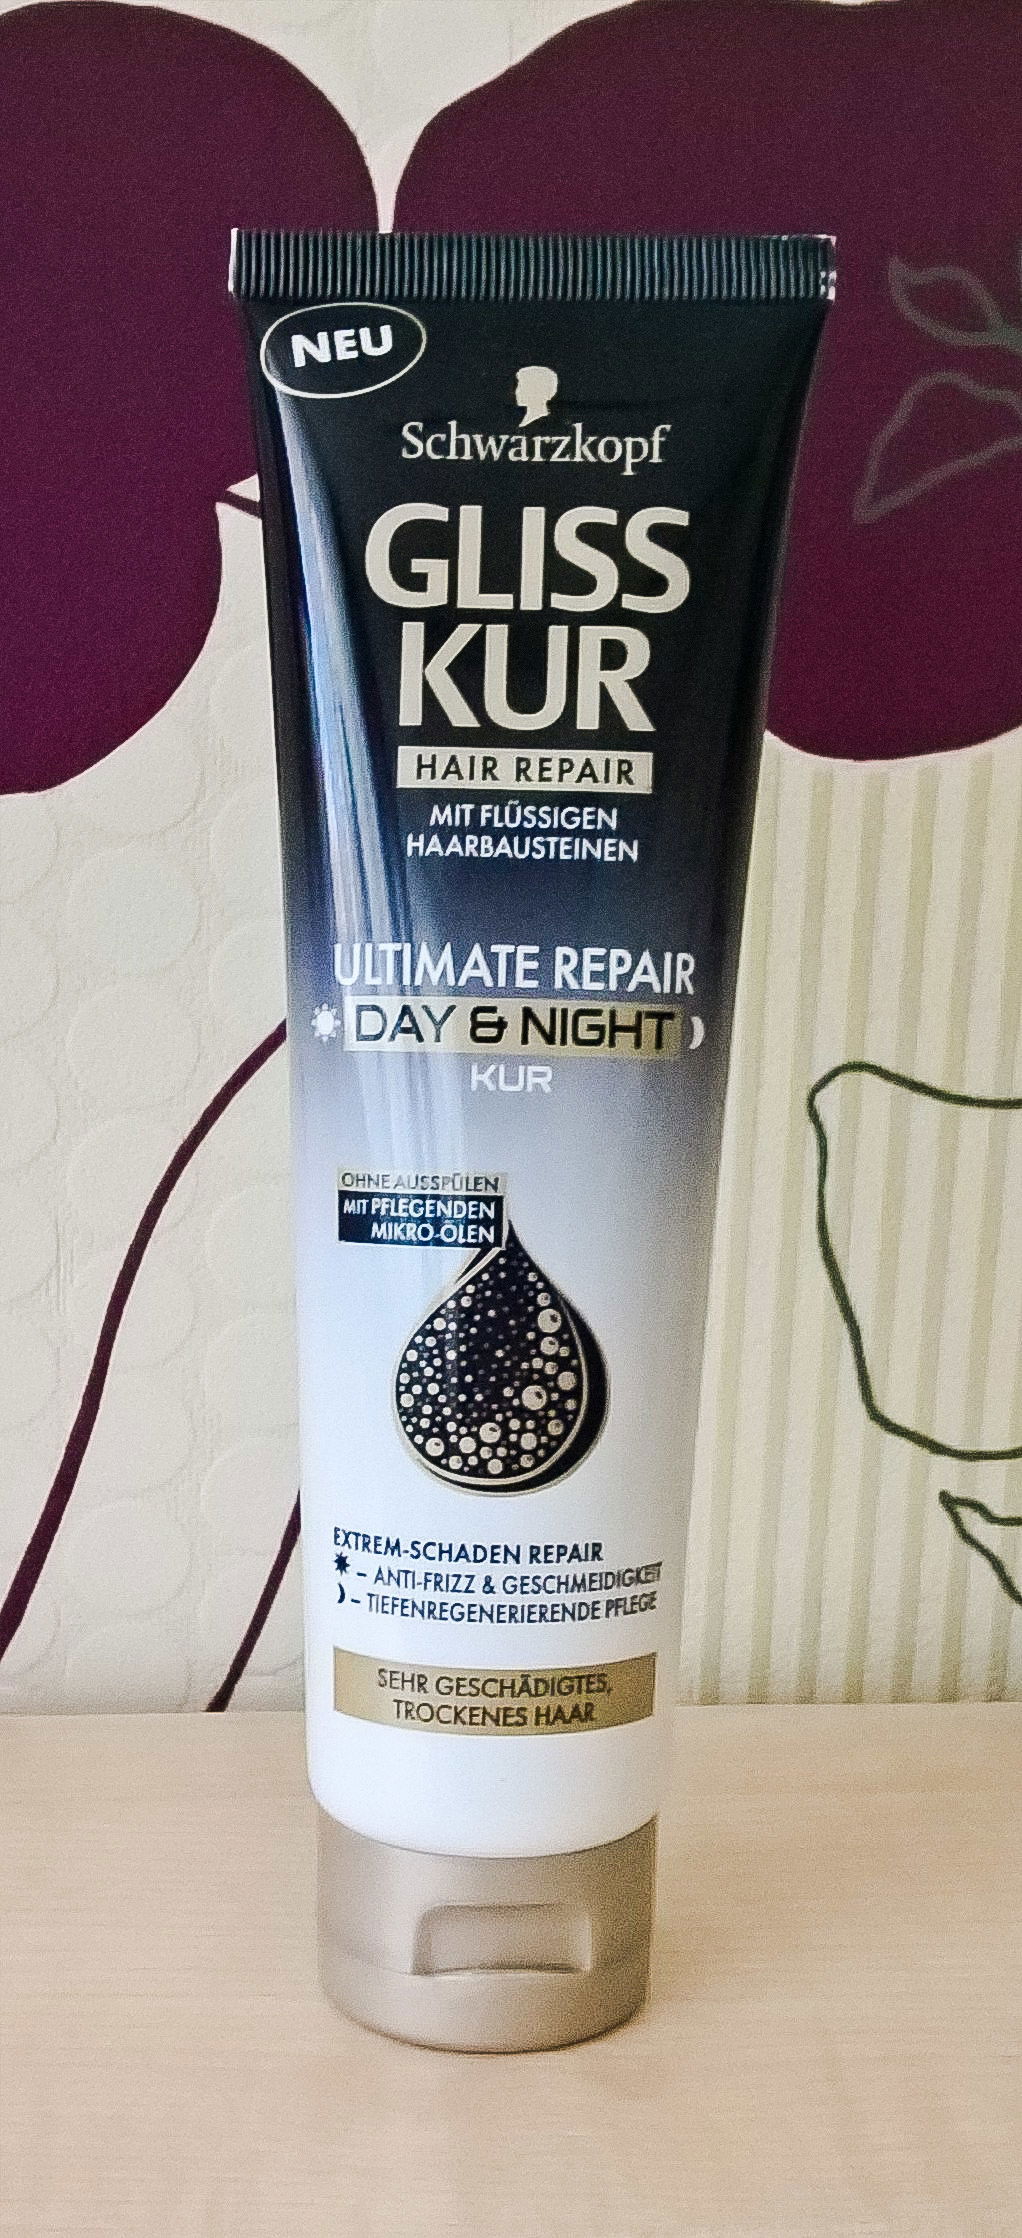 NEU
Schwarzkopf
GLISS
KUR
HAIR REPAIR
MIT FLÜSSIGEN
HAARBAUSTEINEN
ULTIMATE REPAIR
DAY & NIGHT
KUR
OHNE AUSSPÜLEN
MIT PFLEGENDEN
MIKRO-ÖLEN
EXTREM-SCHADEN REPAIR
– ANTI-FRIZZ & GESCHMEIDIGKEIT
– TIEFENREGENERIERENDE PFLEGE
SEHR GESCHÄDIGTES,
TROCKENES HAAR